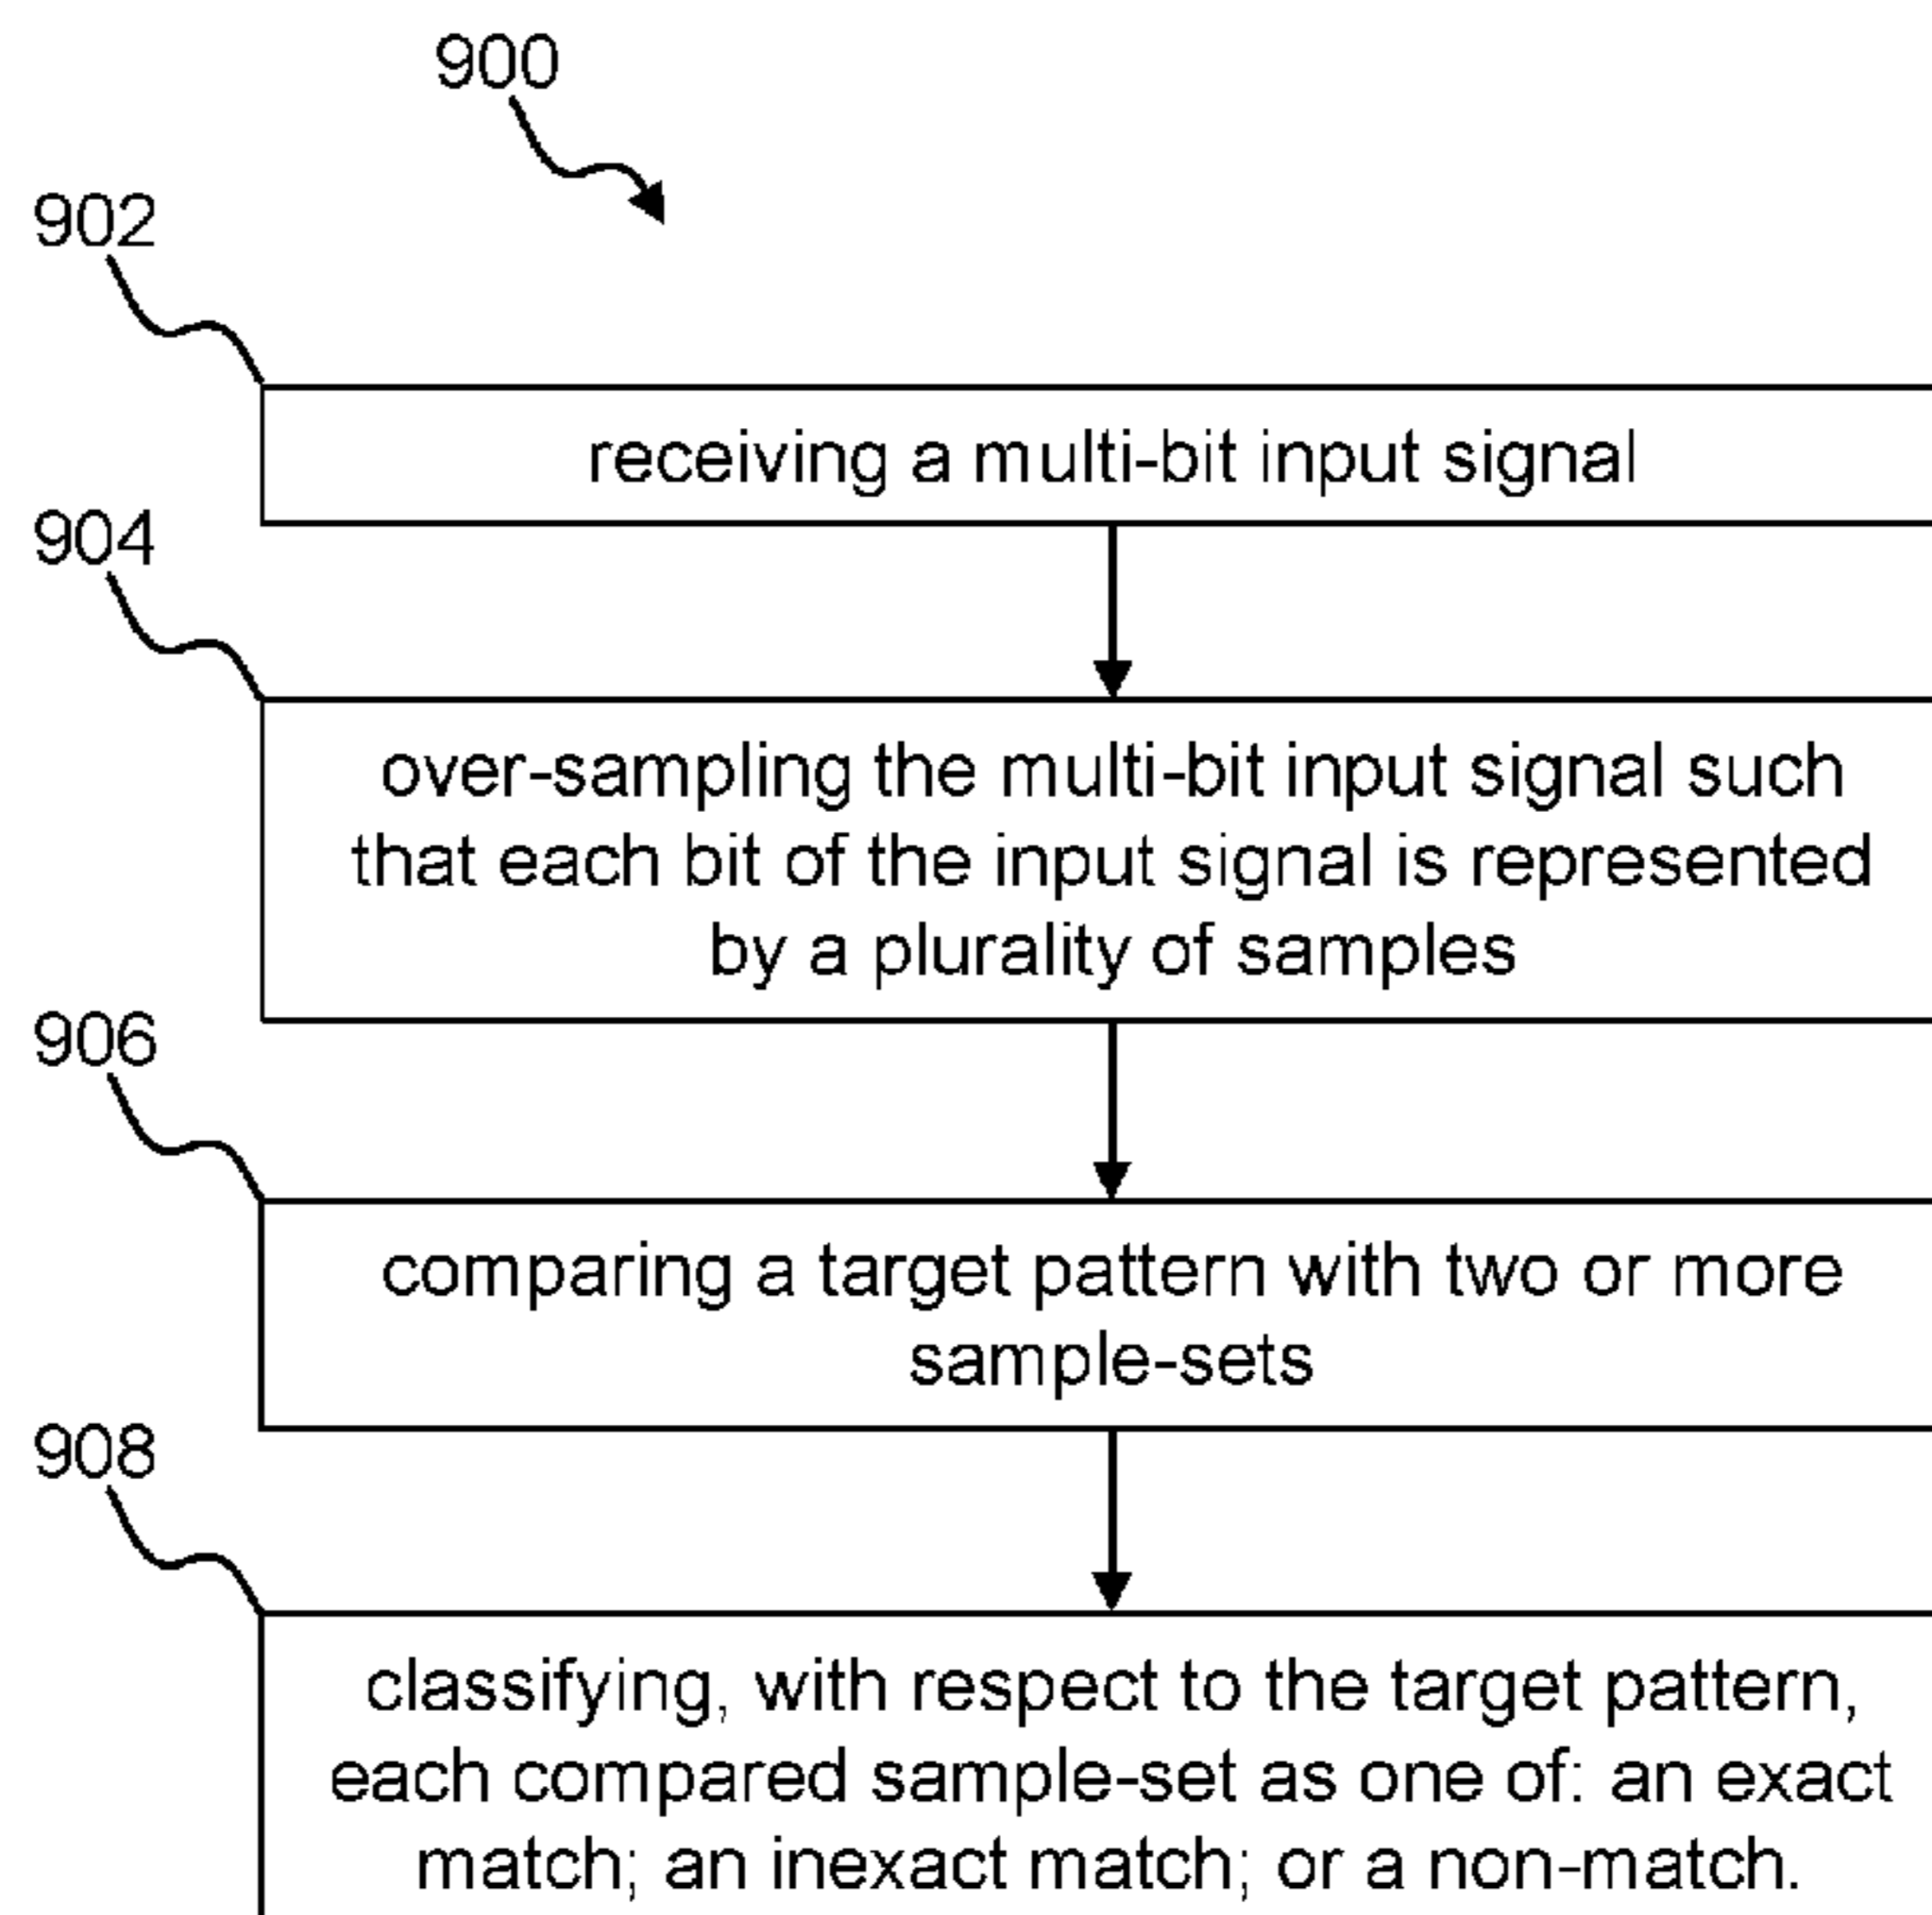 900
902
receiving a multi-bit input signal
904
over-sampling the multi-bit input signal such
that each bit of the input signal is represented
by a plurality of samples
906
comparing a target pattern with two or more
sample-sets
908
classifying, with respect to the target pattern,
each compared sample-set as one of: an exact
match; an inexact match; or a non-match.